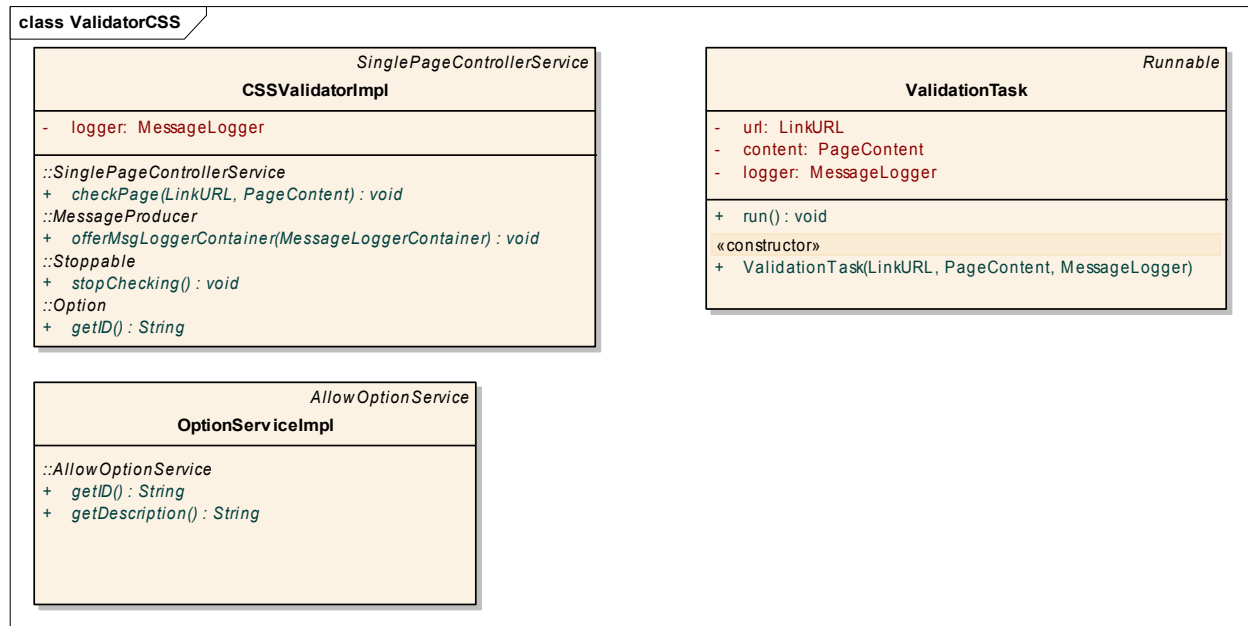 class ValidatorCSS
SinglePageControllerService
CSSValidatorImpl
- logger: MessageLogger
::SinglePageControllerService
+ checkPage(LinkURL, PageContent) : void
::MessageProducer
+ offerMsgLoggerContainer(MessageLoggerContainer) : void
::Stoppable
+ stopChecking() : void
::Option
+ getID() : String
Runnable
ValidationTask
- url: LinkURL
- content: PageContent
- logger: MessageLogger
+ run() : void
«constructor»
+ ValidationTask(LinkURL, PageContent, MessageLogger)
AllowOptionService
OptionServiceImpl
::AllowOptionService
+ getID() : String
+ getDescription() : String